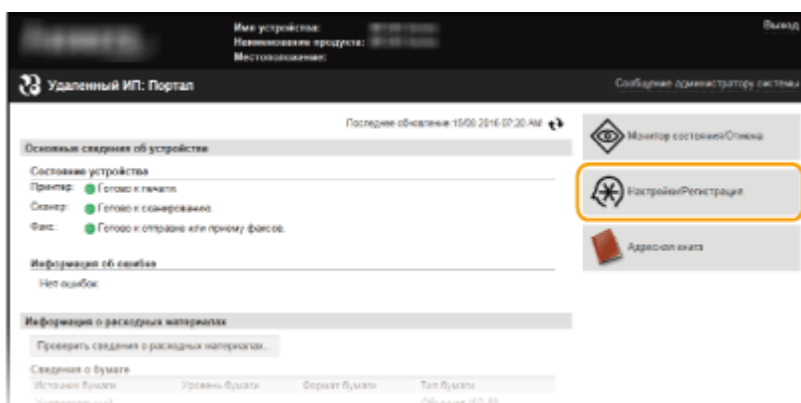 Имя устройства:
Наименование продукта:
Местоположение:
Выход
Удаленный ИП: Портал
Сообщение администратору системы
Последнее обновление:15/08 2016 07:20 AM
Основные сведения об устройстве
Состояние устройства
Принтер: Готово к печати.
Сканер: Готово к сканированию.
Факс: Готово к отправке или приему факсов.
Информация об ошибке
Нет ошибок.
Информация о расходных материалах
Проверить сведения о расходных материалах...
Сведения о бумаге
Источник бумаги Уровень бумаги Формат бумаги Тип бумаги
Монитор состояния/Отмена
Настройки/Регистрация
Адресная книга